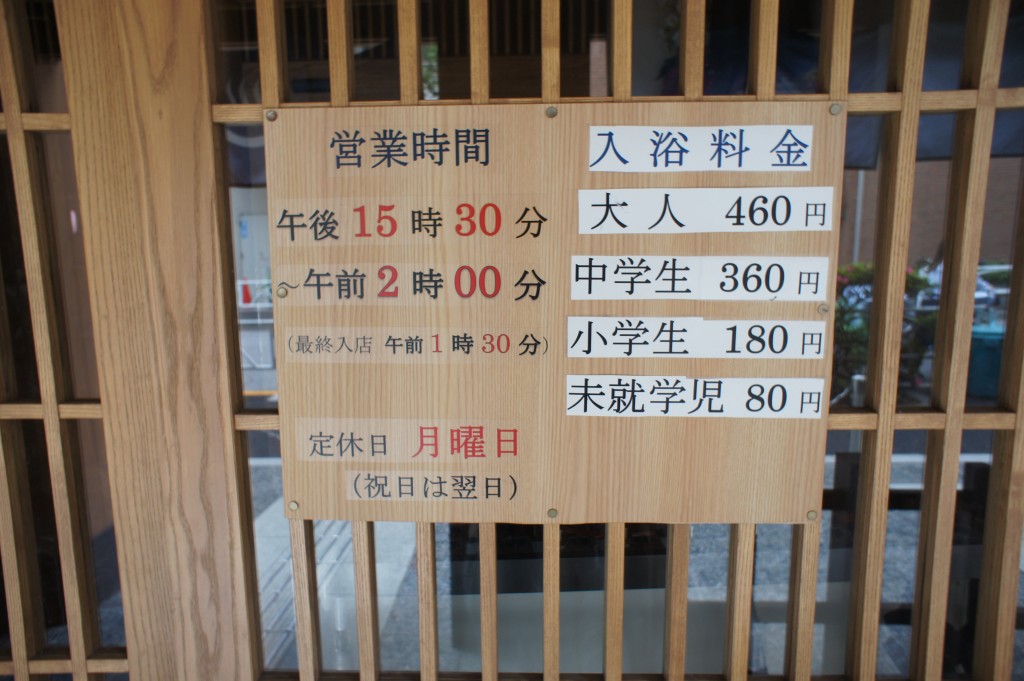 営業時間
午後 15 時 30 分
~午前 2 時 00 分
(最終入店 午前 1 時 30 分)
定休日 月曜日
(祝日は翌日)
入浴料金
大人 460 円
中学生 360 円
小学生 180 円
未就学児 80 円